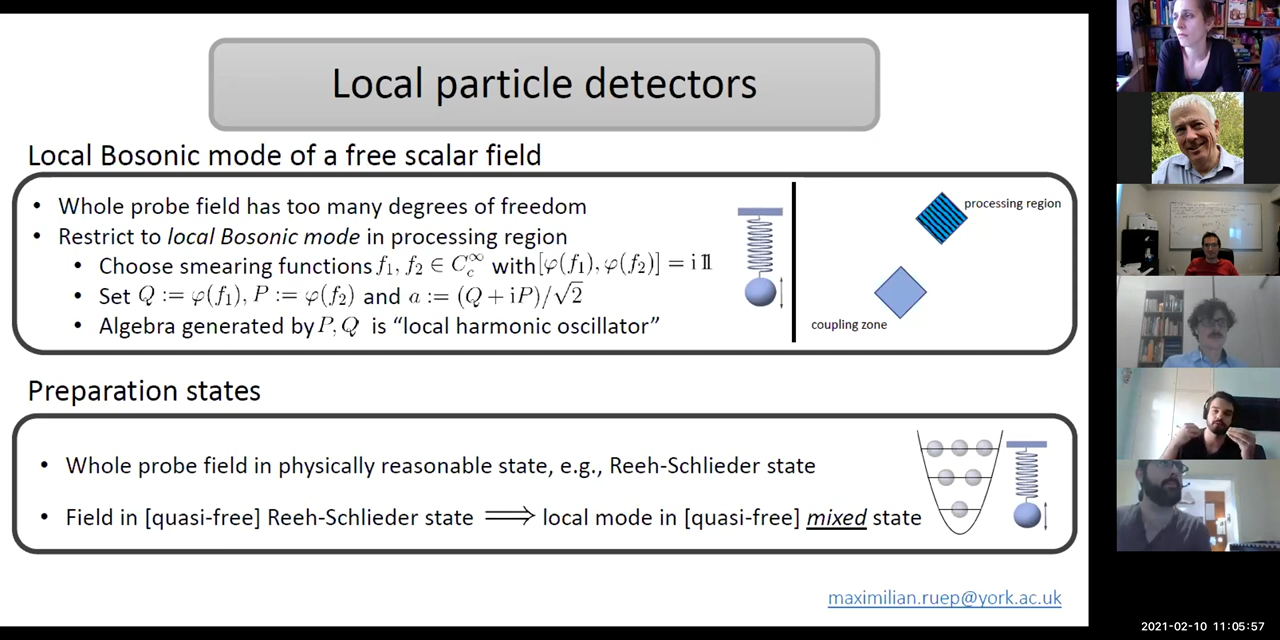 Local particle detectors
Local Bosonic mode of a free scalar field
• Whole probe field has too many degrees of freedom
• Restrict to local Bosonic mode in processing region
• Choose smearing functions f₁, f₂ ∈ C_c^∞ with [φ(f₁), φ(f₂)] = i𝟙
• Set Q := φ(f₁), P := φ(f₂) and a := (Q + iP)/√2
• Algebra generated by P, Q is “local harmonic oscillator”
processing region
coupling zone
Preparation states
• Whole probe field in physically reasonable state, e.g., Reeh-Schlieder state
• Field in [quasi-free] Reeh-Schlieder state ⟹ local mode in [quasi-free] mixed state
maximilian.ruep@york.ac.uk
2021-02-10 11:05:57